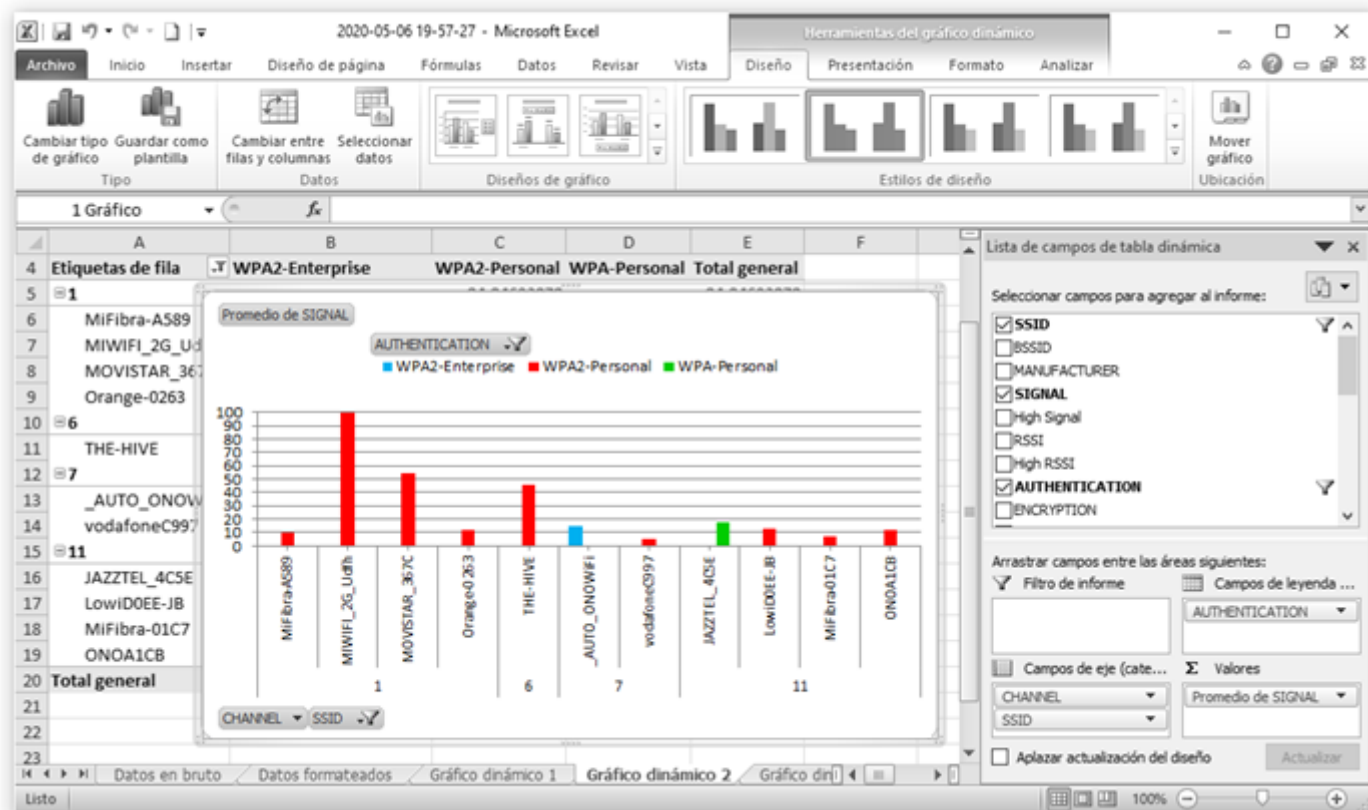 2020-05-06 19-57-27 - Microsoft Excel
Herramientas del gráfico dinámico
Archivo Inicio Insertar Diseño de página Fórmulas Datos Revisar Vista Diseño Presentación Formato Analizar
Cambiar tipo de gráfico
Guardar como plantilla
Cambiar entre filas y columnas
Seleccionar datos
Mover gráfico
Tipo Datos Diseños de gráfico Estilos de diseño Ubicación
1 Gráfico fx
A B C D E F
4 Etiquetas de fila WPA2-Enterprise WPA2-Personal WPA-Personal Total general
5 1
6 MiFibra-A589
7 MIWIFI_2G_Ud
8 MOVISTAR_367
9 Orange-0263
10 6
11 THE-HIVE
12 7
13 _AUTO_ONOW
14 vodafoneC997
15 11
16 JAZZTEL_4C5E
17 LowiD0EE-JB
18 MiFibra-01C7
19 ONOA1CB
20 Total general
21
22
23
Promedio de SIGNAL
AUTHENTICATION
WPA2-Enterprise WPA2-Personal WPA-Personal
100
90
80
70
60
50
40
30
20
10
0
MiFibra-A589 MIWIFI_2G_Udfh MOVISTAR_367C Orange-0263 THE-HIVE _AUTO_ONOWiFi vodafoneC997 JAZZTEL_4C5E LowiD0EE-JB MiFibra-01C7 ONOA1CB
1 6 7 11
CHANNEL SSID
Lista de campos de tabla dinámica
Seleccionar campos para agregar al informe:
SSID
BSSID
MANUFACTURER
SIGNAL
High Signal
RSSI
High RSSI
AUTHENTICATION
ENCRYPTION
Arrastrar campos entre las áreas siguientes:
Filtro de informe Campos de leyenda ...
AUTHENTICATION
Campos de eje (cate... Σ Valores
CHANNEL Promedio de SIGNAL
SSID
Aplazar actualización del diseño Actualizar
Datos en bruto Datos formateados Gráfico dinámico 1 Gráfico dinámico 2 Gráfico din
Listo 100%